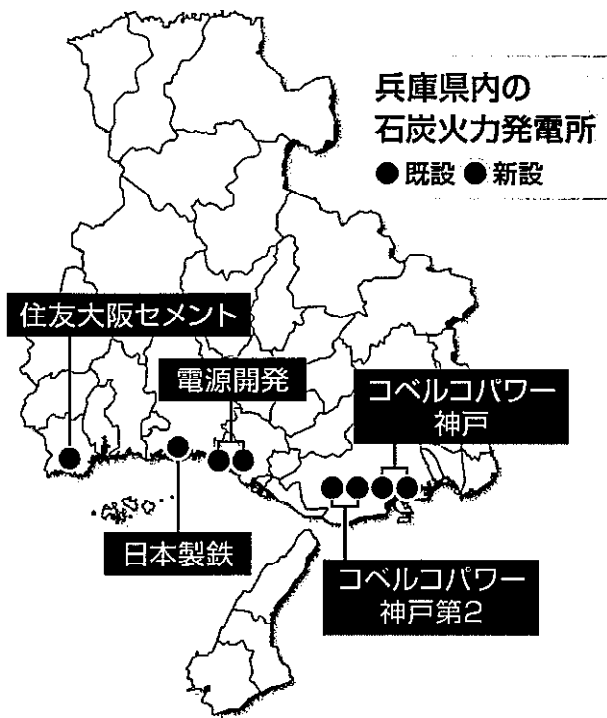 兵庫県内の
石炭火力発電所
●既設 ●新設
住友大阪セメント
電源開発
コベルコパワー
神戸
日本製鉄
コベルコパワー
神戸第2